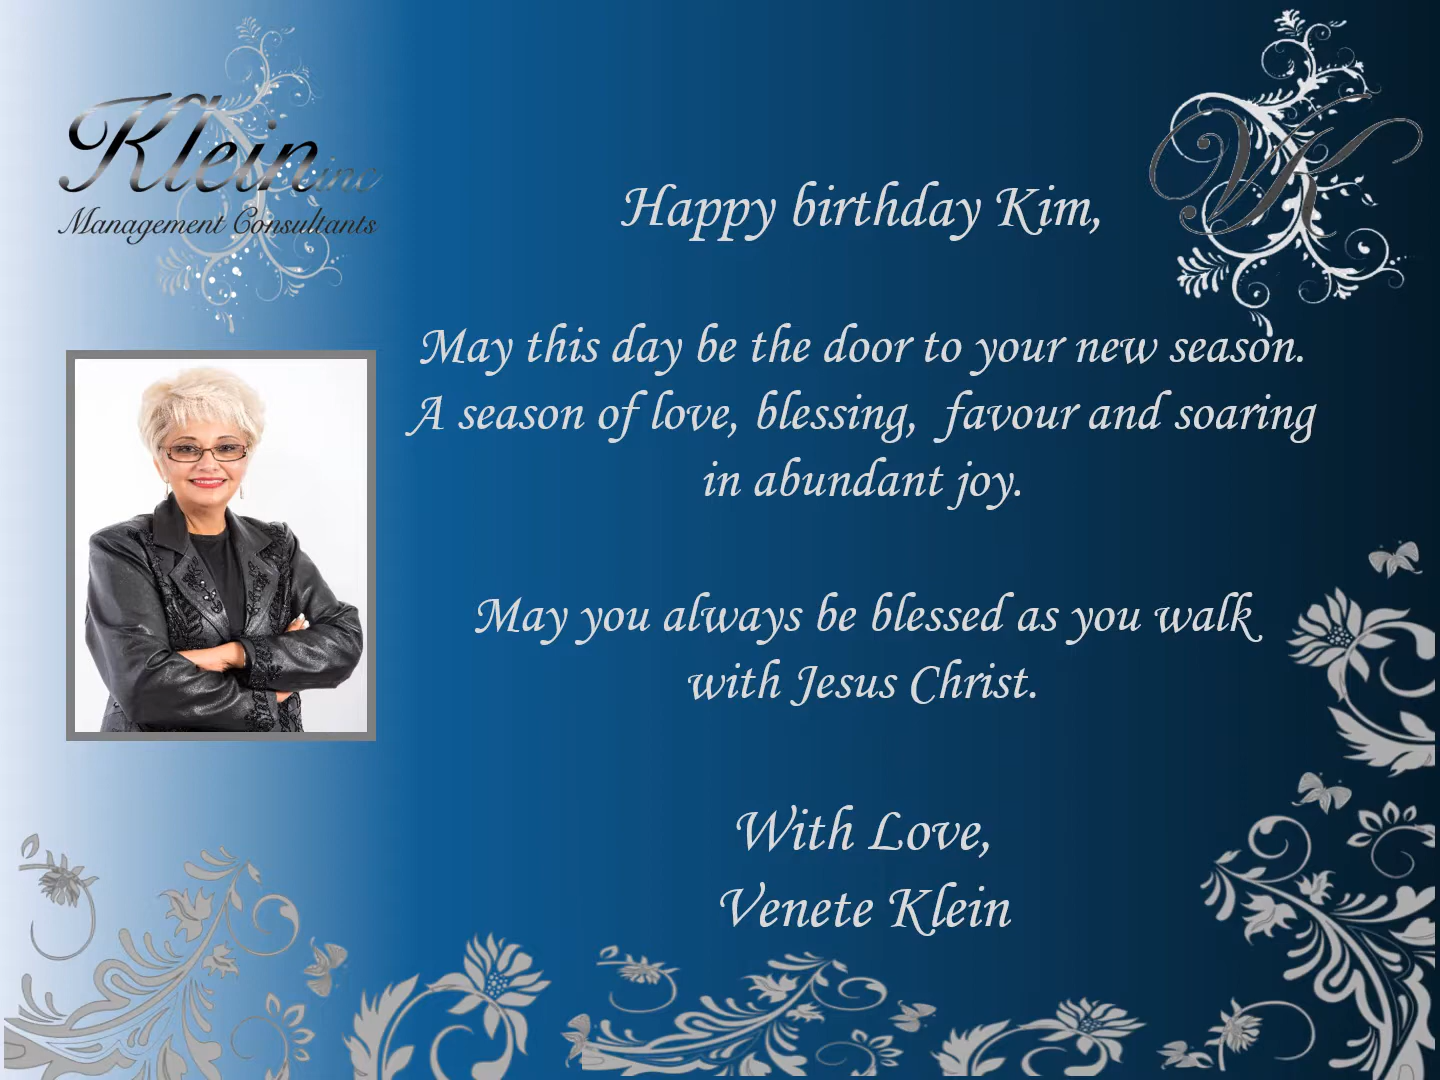 Klein inc
Management Consultants
VK
Happy birthday Kim,
May this day be the door to your new season.
A season of love, blessing, favour and soaring
in abundant joy.
May you always be blessed as you walk
with Jesus Christ.
With Love,
Venete Klein